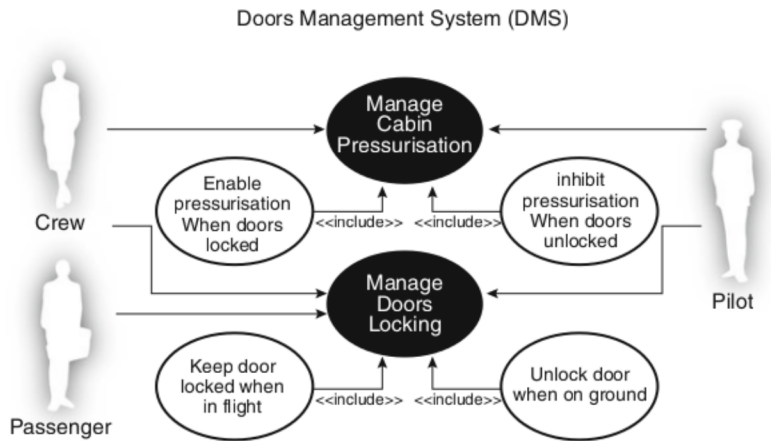 Doors Management System (DMS)
Manage
Cabin
Pressurisation
Enable
pressurisation
When doors
locked
<<include>>
<<include>>
inhibit
pressurisation
When doors
unlocked
Crew
Manage
Doors
Locking
Pilot
Keep door
locked when
in flight
<<include>>
<<include>>
Unlock door
when on ground
Passenger